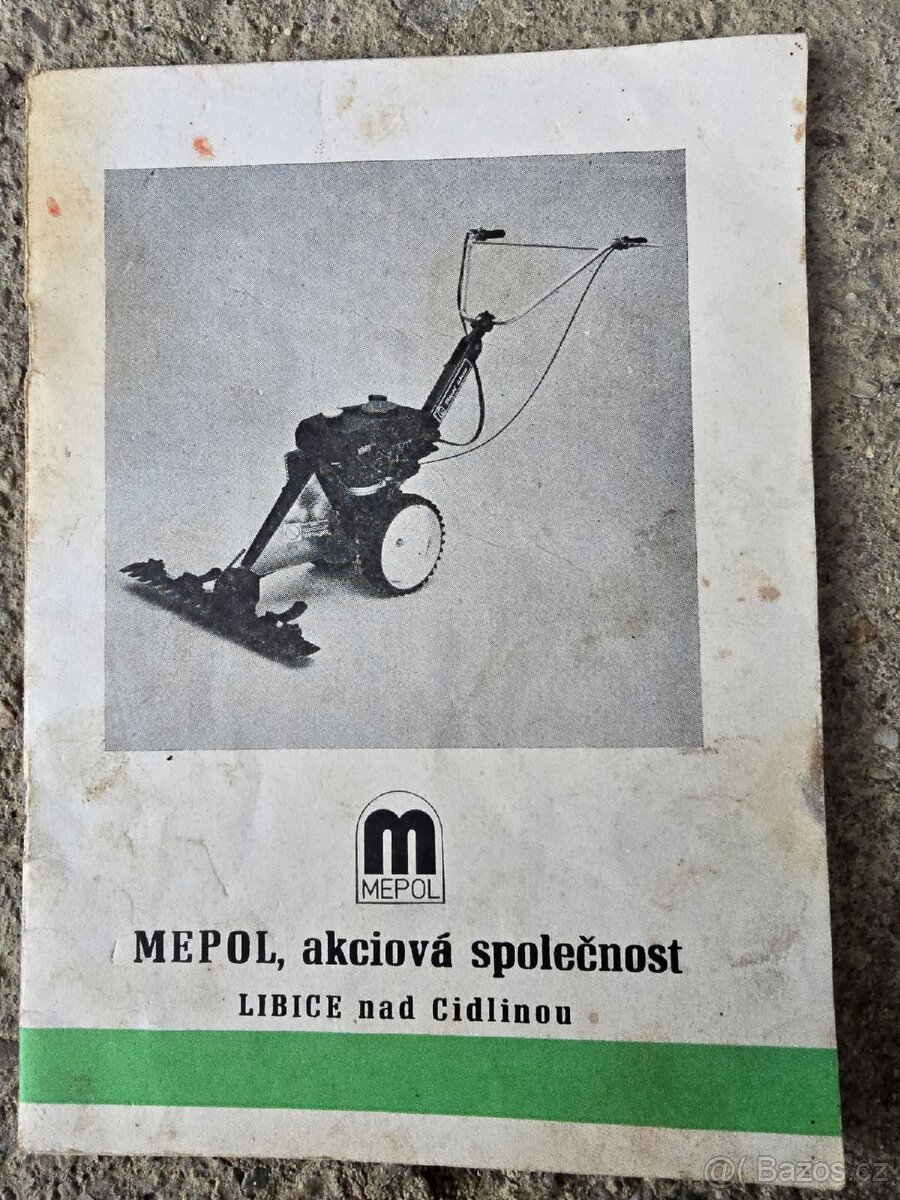 MEPOL
MEPOL, akciová společnost
LIBICE nad Cidlinou
@( Bazos.cz